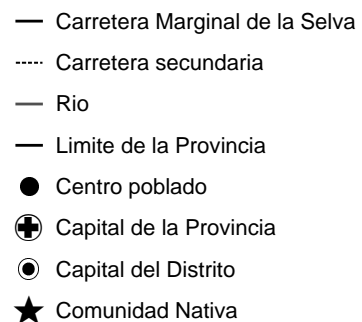 Carretera Marginal de la Selva
Carretera secundaria
Rio
Limite de la Provincia
Centro poblado
Capital de la Provincia
Capital del Distrito
Comunidad Nativa